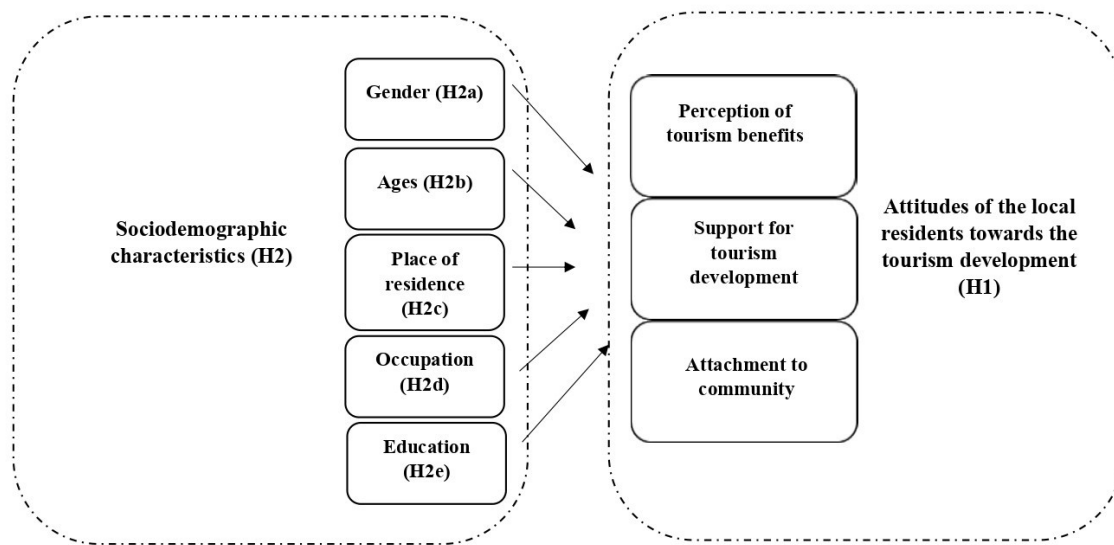 Sociodemographic
characteristics (H2)
Gender (H2a)
Ages (H2b)
Place of
residence
(H2c)
Occupation
(H2d)
Education
(H2e)
Perception of
tourism benefits
Support for
tourism
development
Attachment to
community
Attitudes of the local
residents towards the
tourism development
(H1)